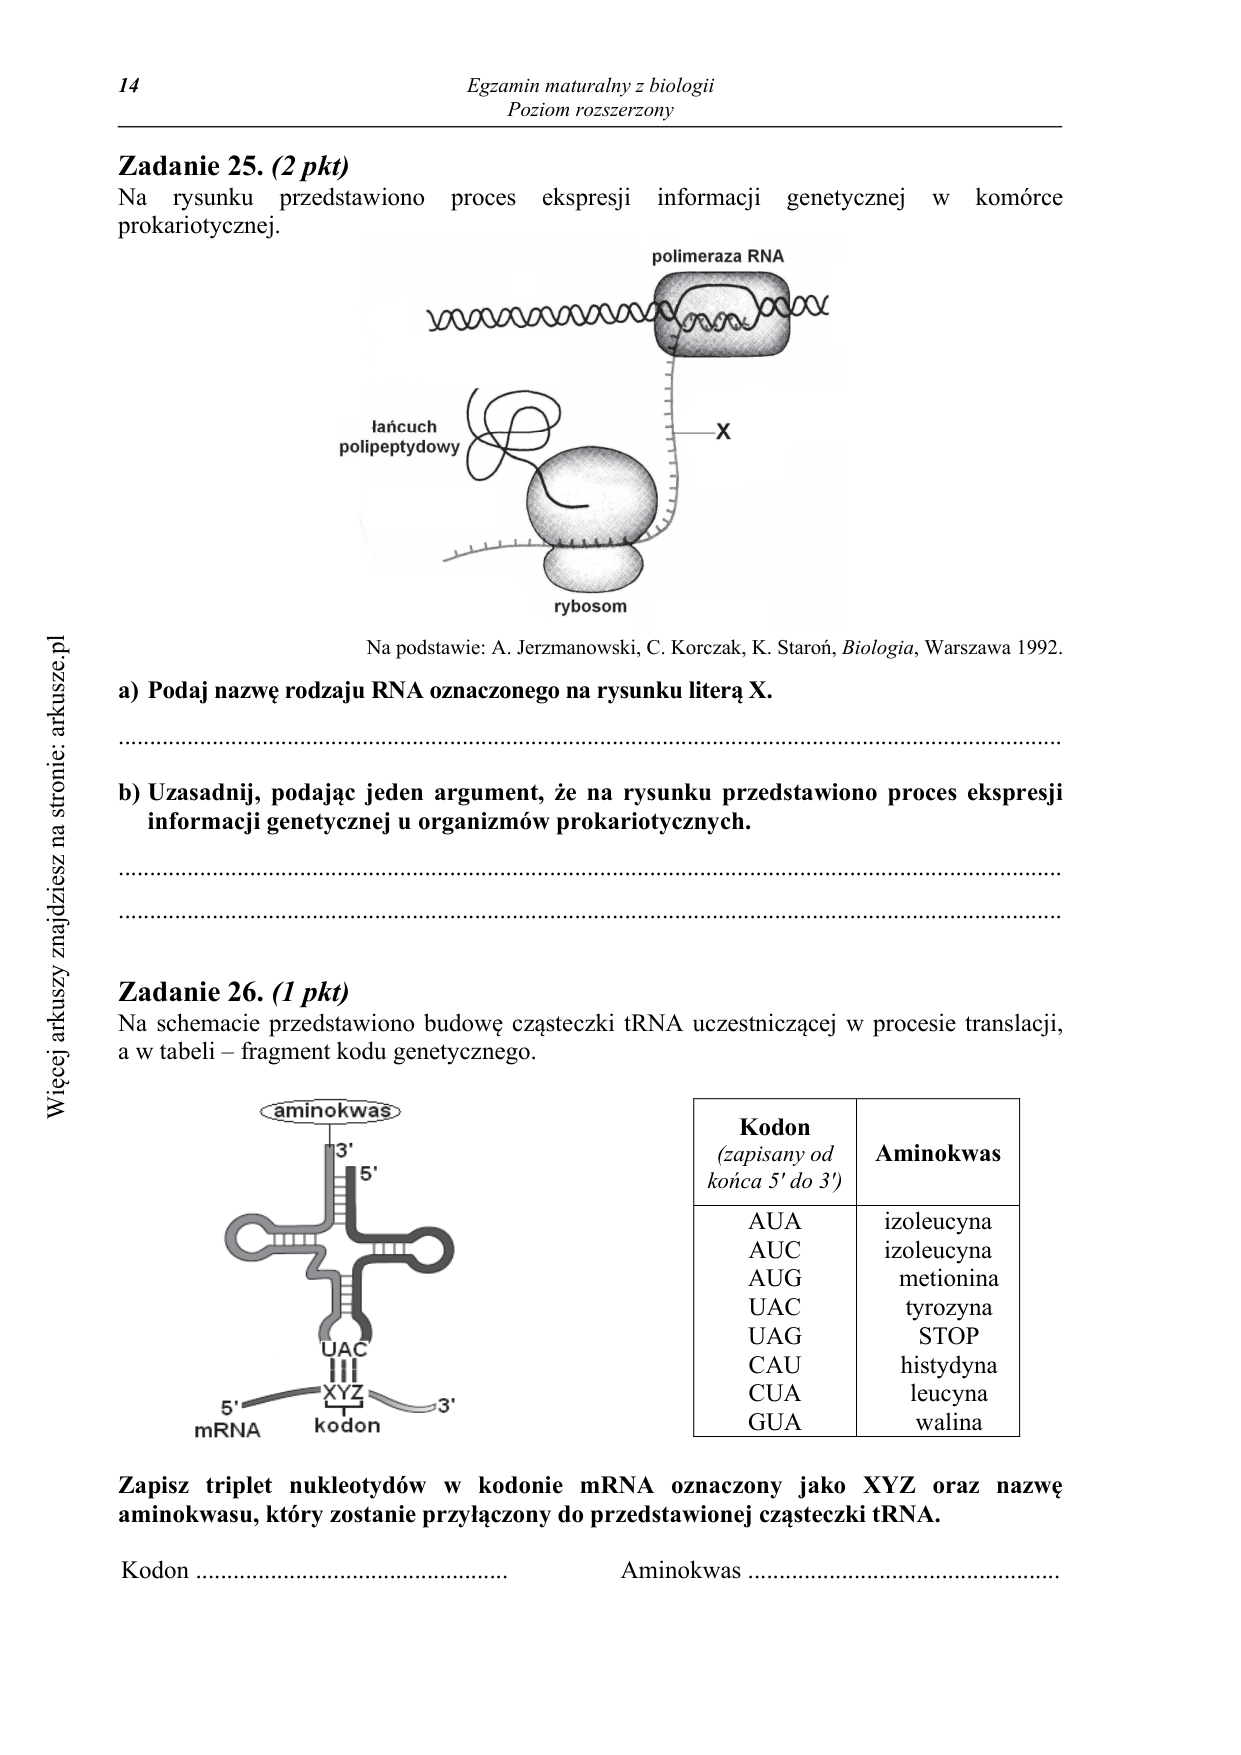 14
Egzamin maturalny z biologii
Poziom rozszerzony
Zadanie 25. (2 pkt)
Na rysunku przedstawiono proces ekspresji informacji genetycznej w komórce
prokariotycznej.
polimeraza RNA
łańcuch
polipeptydowy
X
rybosom
Na podstawie: A. Jerzmanowski, C. Korczak, K. Staroń, Biologia, Warszawa 1992.
a) Podaj nazwę rodzaju RNA oznaczonego na rysunku literą X.
.......................................................................................................................................................
b) Uzasadnij, podając jeden argument, że na rysunku przedstawiono proces ekspresji
informacji genetycznej u organizmów prokariotycznych.
.......................................................................................................................................................
.......................................................................................................................................................
Zadanie 26. (1 pkt)
Na schemacie przedstawiono budowę cząsteczki tRNA uczestniczącej w procesie translacji,
a w tabeli – fragment kodu genetycznego.
aminokwas
3'
5'
UAC
XYZ
5'
3'
mRNA
kodon
Kodon
(zapisany od
końca 5' do 3')
Aminokwas
AUA izoleucyna
AUC izoleucyna
AUG metionina
UAC tyrozyna
UAG STOP
CAU histydyna
CUA leucyna
GUA walina
Zapisz triplet nukleotydów w kodonie mRNA oznaczony jako XYZ oraz nazwę
aminokwasu, który zostanie przyłączony do przedstawionej cząsteczki tRNA.
Kodon .................................................. Aminokwas ..................................................
Więcej arkuszy znajdziesz na stronie: arkusze.pl